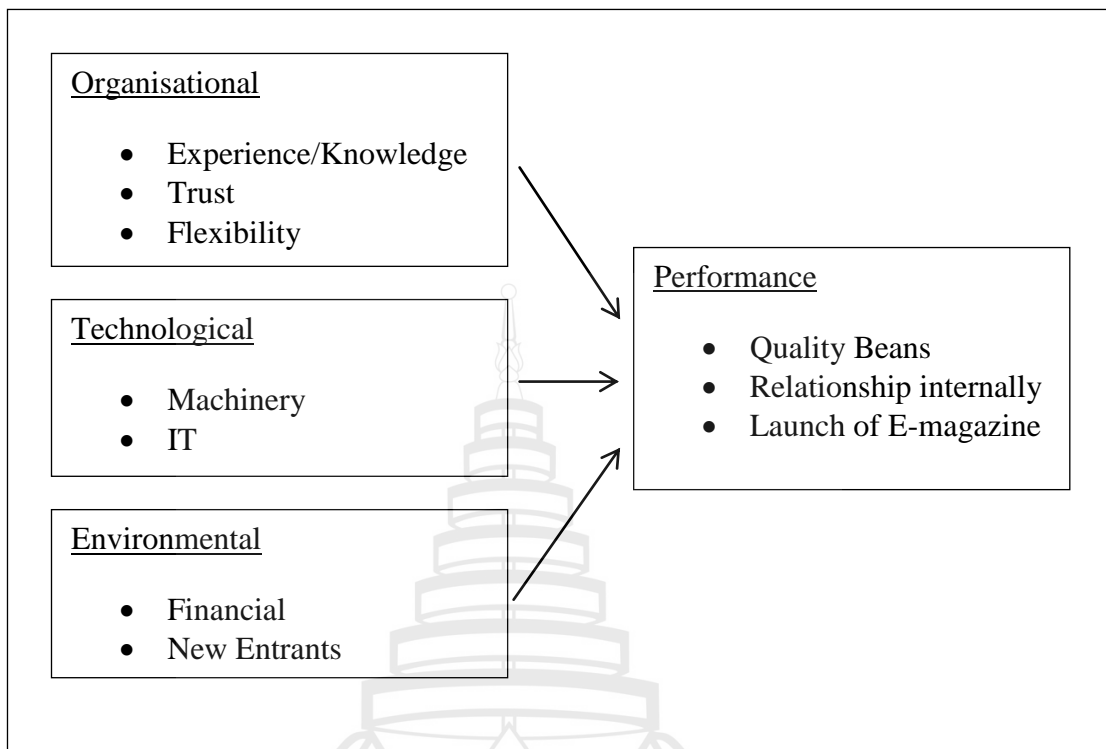 Organisational
• Experience/Knowledge
• Trust
• Flexibility
Technological
• Machinery
• IT
Environmental
• Financial
• New Entrants
Performance
• Quality Beans
• Relationship internally
• Launch of E-magazine